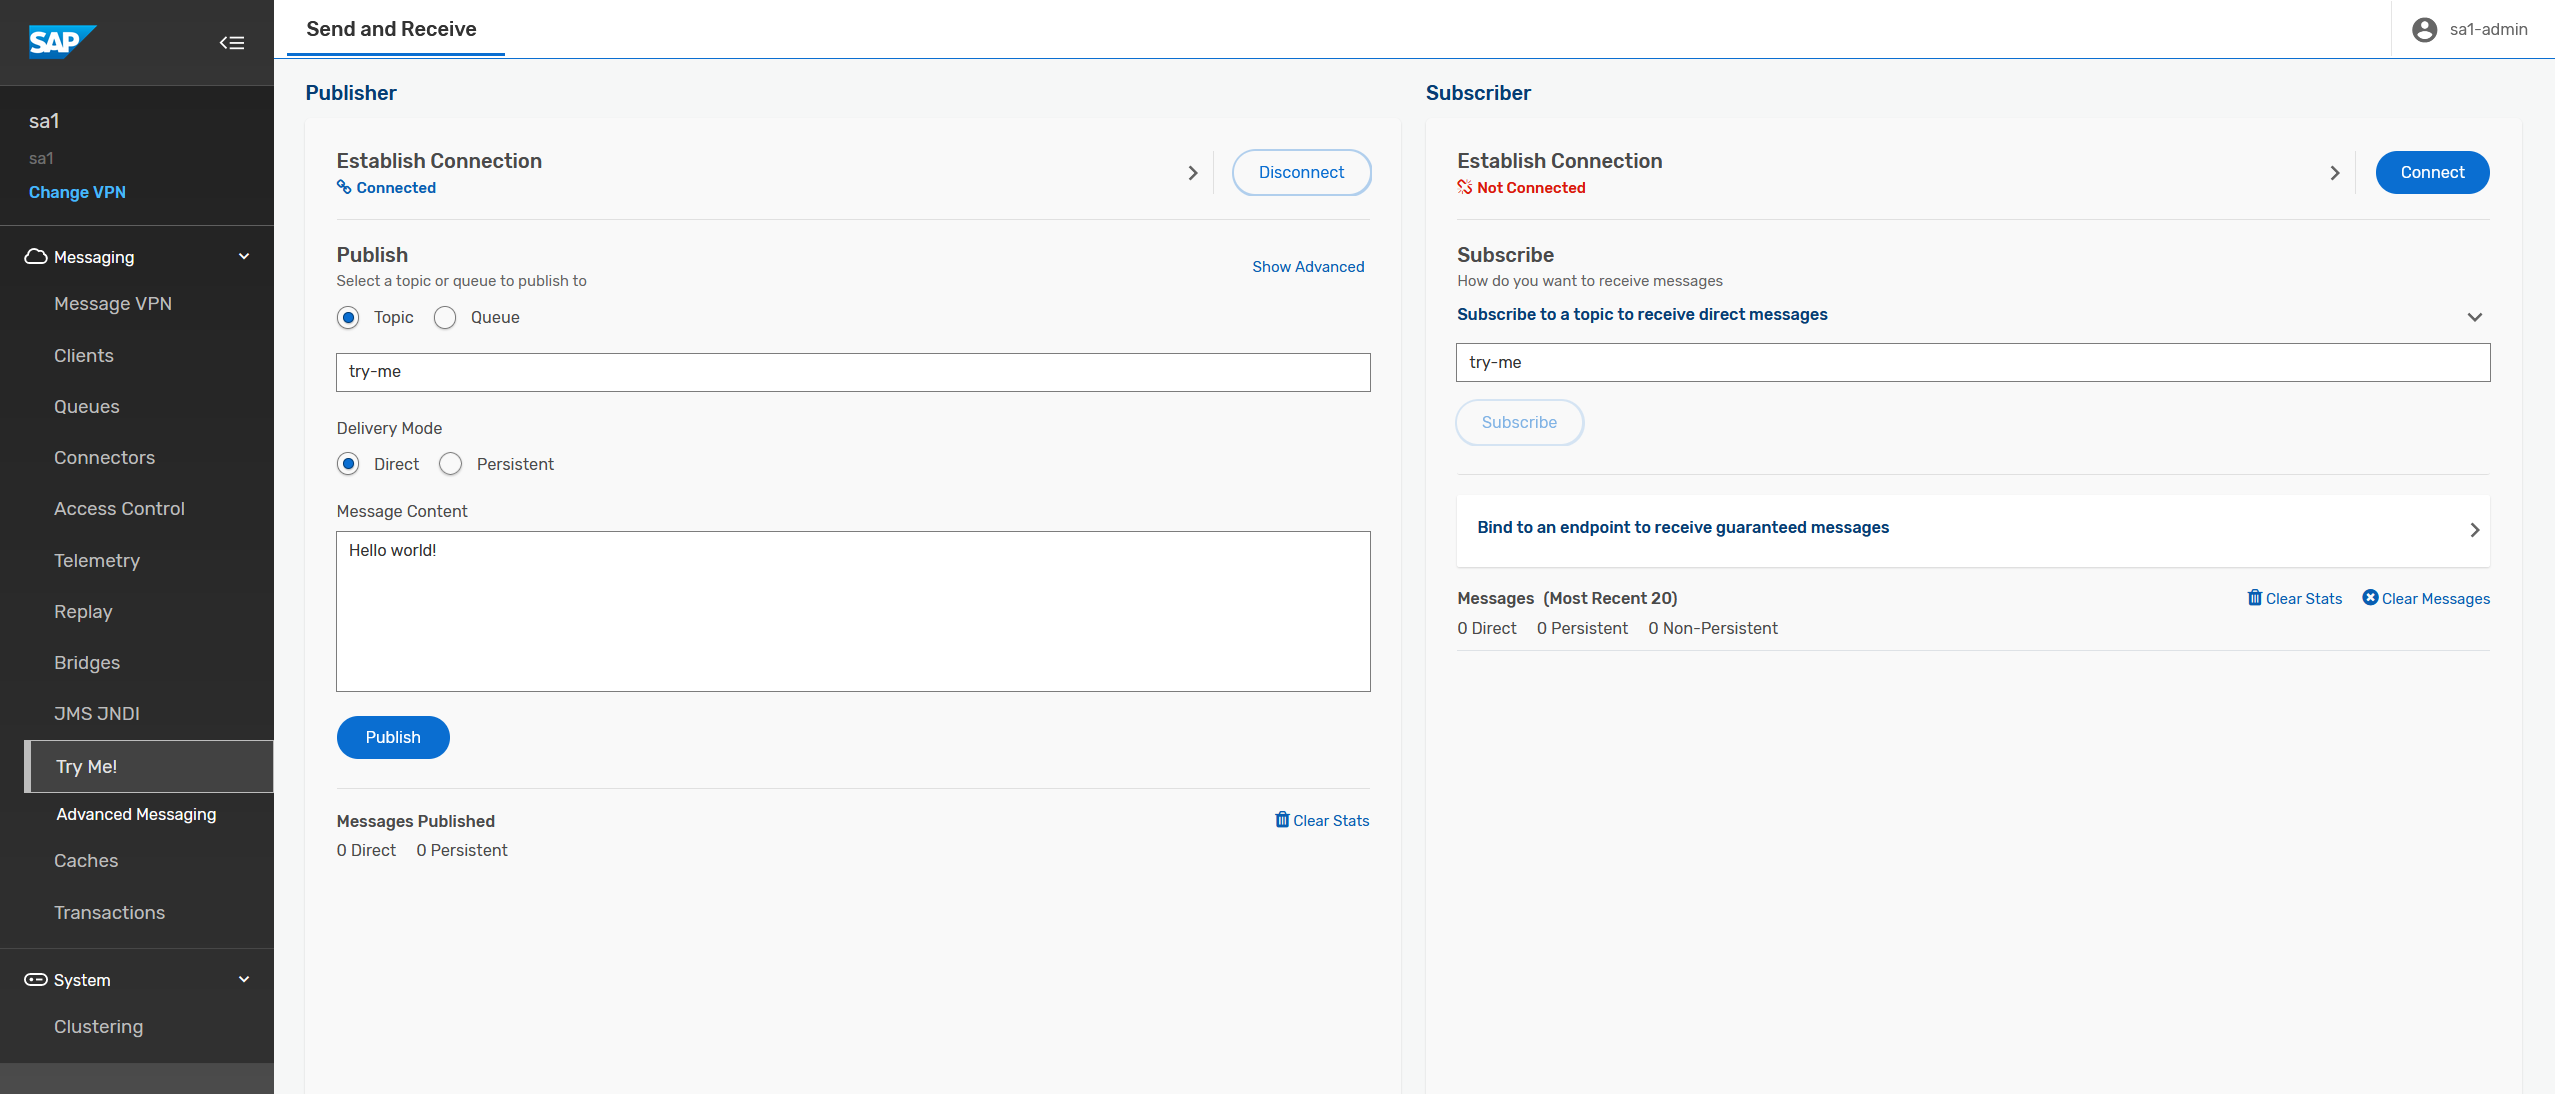 SAP
sa1
sa1
Change VPN
Messaging
Message VPN
Clients
Queues
Connectors
Access Control
Telemetry
Replay
Bridges
JMS JNDI
Try Me!
Advanced Messaging
Caches
Transactions
System
Clustering
Send and Receive
sa1-admin
Publisher
Establish Connection
Connected
Disconnect
Publish
Select a topic or queue to publish to
Show Advanced
Topic Queue
try-me
Delivery Mode
Direct Persistent
Message Content
Hello world!
Publish
Messages Published
Clear Stats
0 Direct 0 Persistent
Subscriber
Establish Connection
Not Connected
Connect
Subscribe
How do you want to receive messages
Subscribe to a topic to receive direct messages
try-me
Subscribe
Bind to an endpoint to receive guaranteed messages
Messages (Most Recent 20)
Clear Stats Clear Messages
0 Direct 0 Persistent 0 Non-Persistent